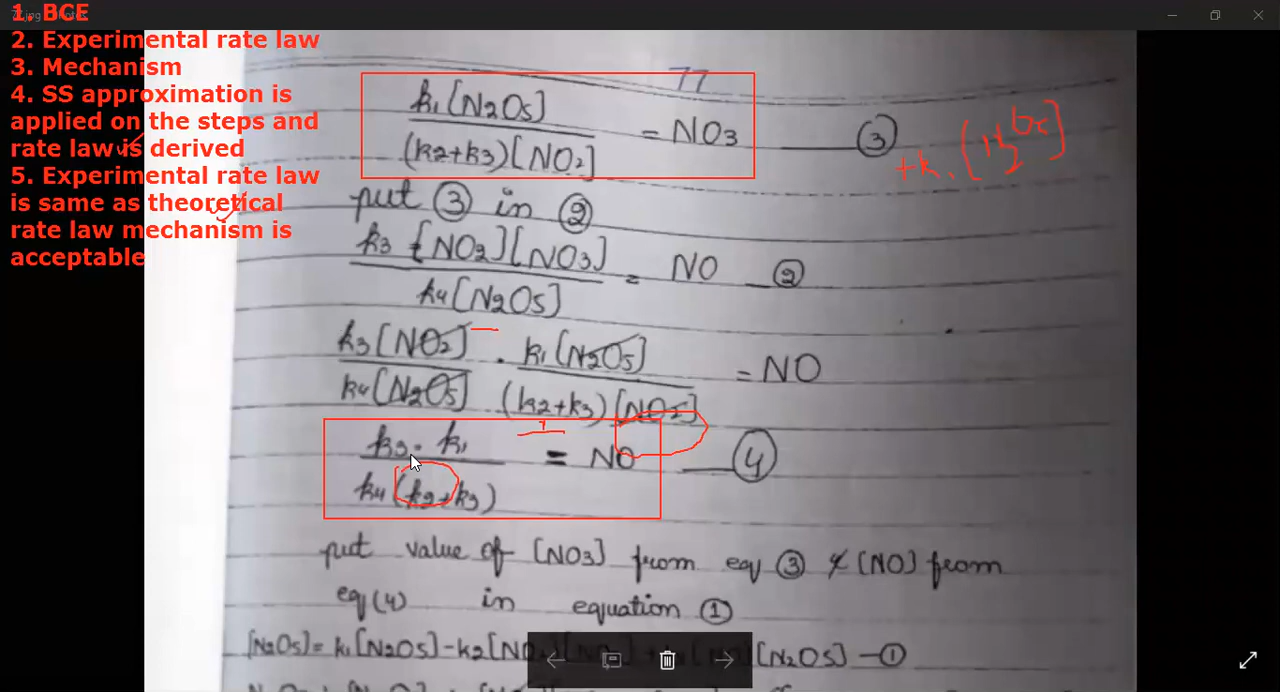 1. BCE
2. Experimental rate law
3. Mechanism
4. SS approximation is
applied on the steps and
rate law is derived
5. Experimental rate law
is same as theoretical
rate law mechanism is
acceptable
77
k1[N2O5]
(k2+k3)[NO2]
= NO3 ③
put ③ in ②
k3 [NO2][NO3]
k4[N2O5]
= NO ②
k3[NO2] . k1[N2O5]
k4[N2O5] (k2+k3)[NO2]
= NO
k3 . k1
k4(k2+k3)
= NO ④
put value of [NO3] from eq ③ & [NO] from
eq(4) in equation ①
[N2O5] = k1[N2O5]-k2[NO [N2O5] —①